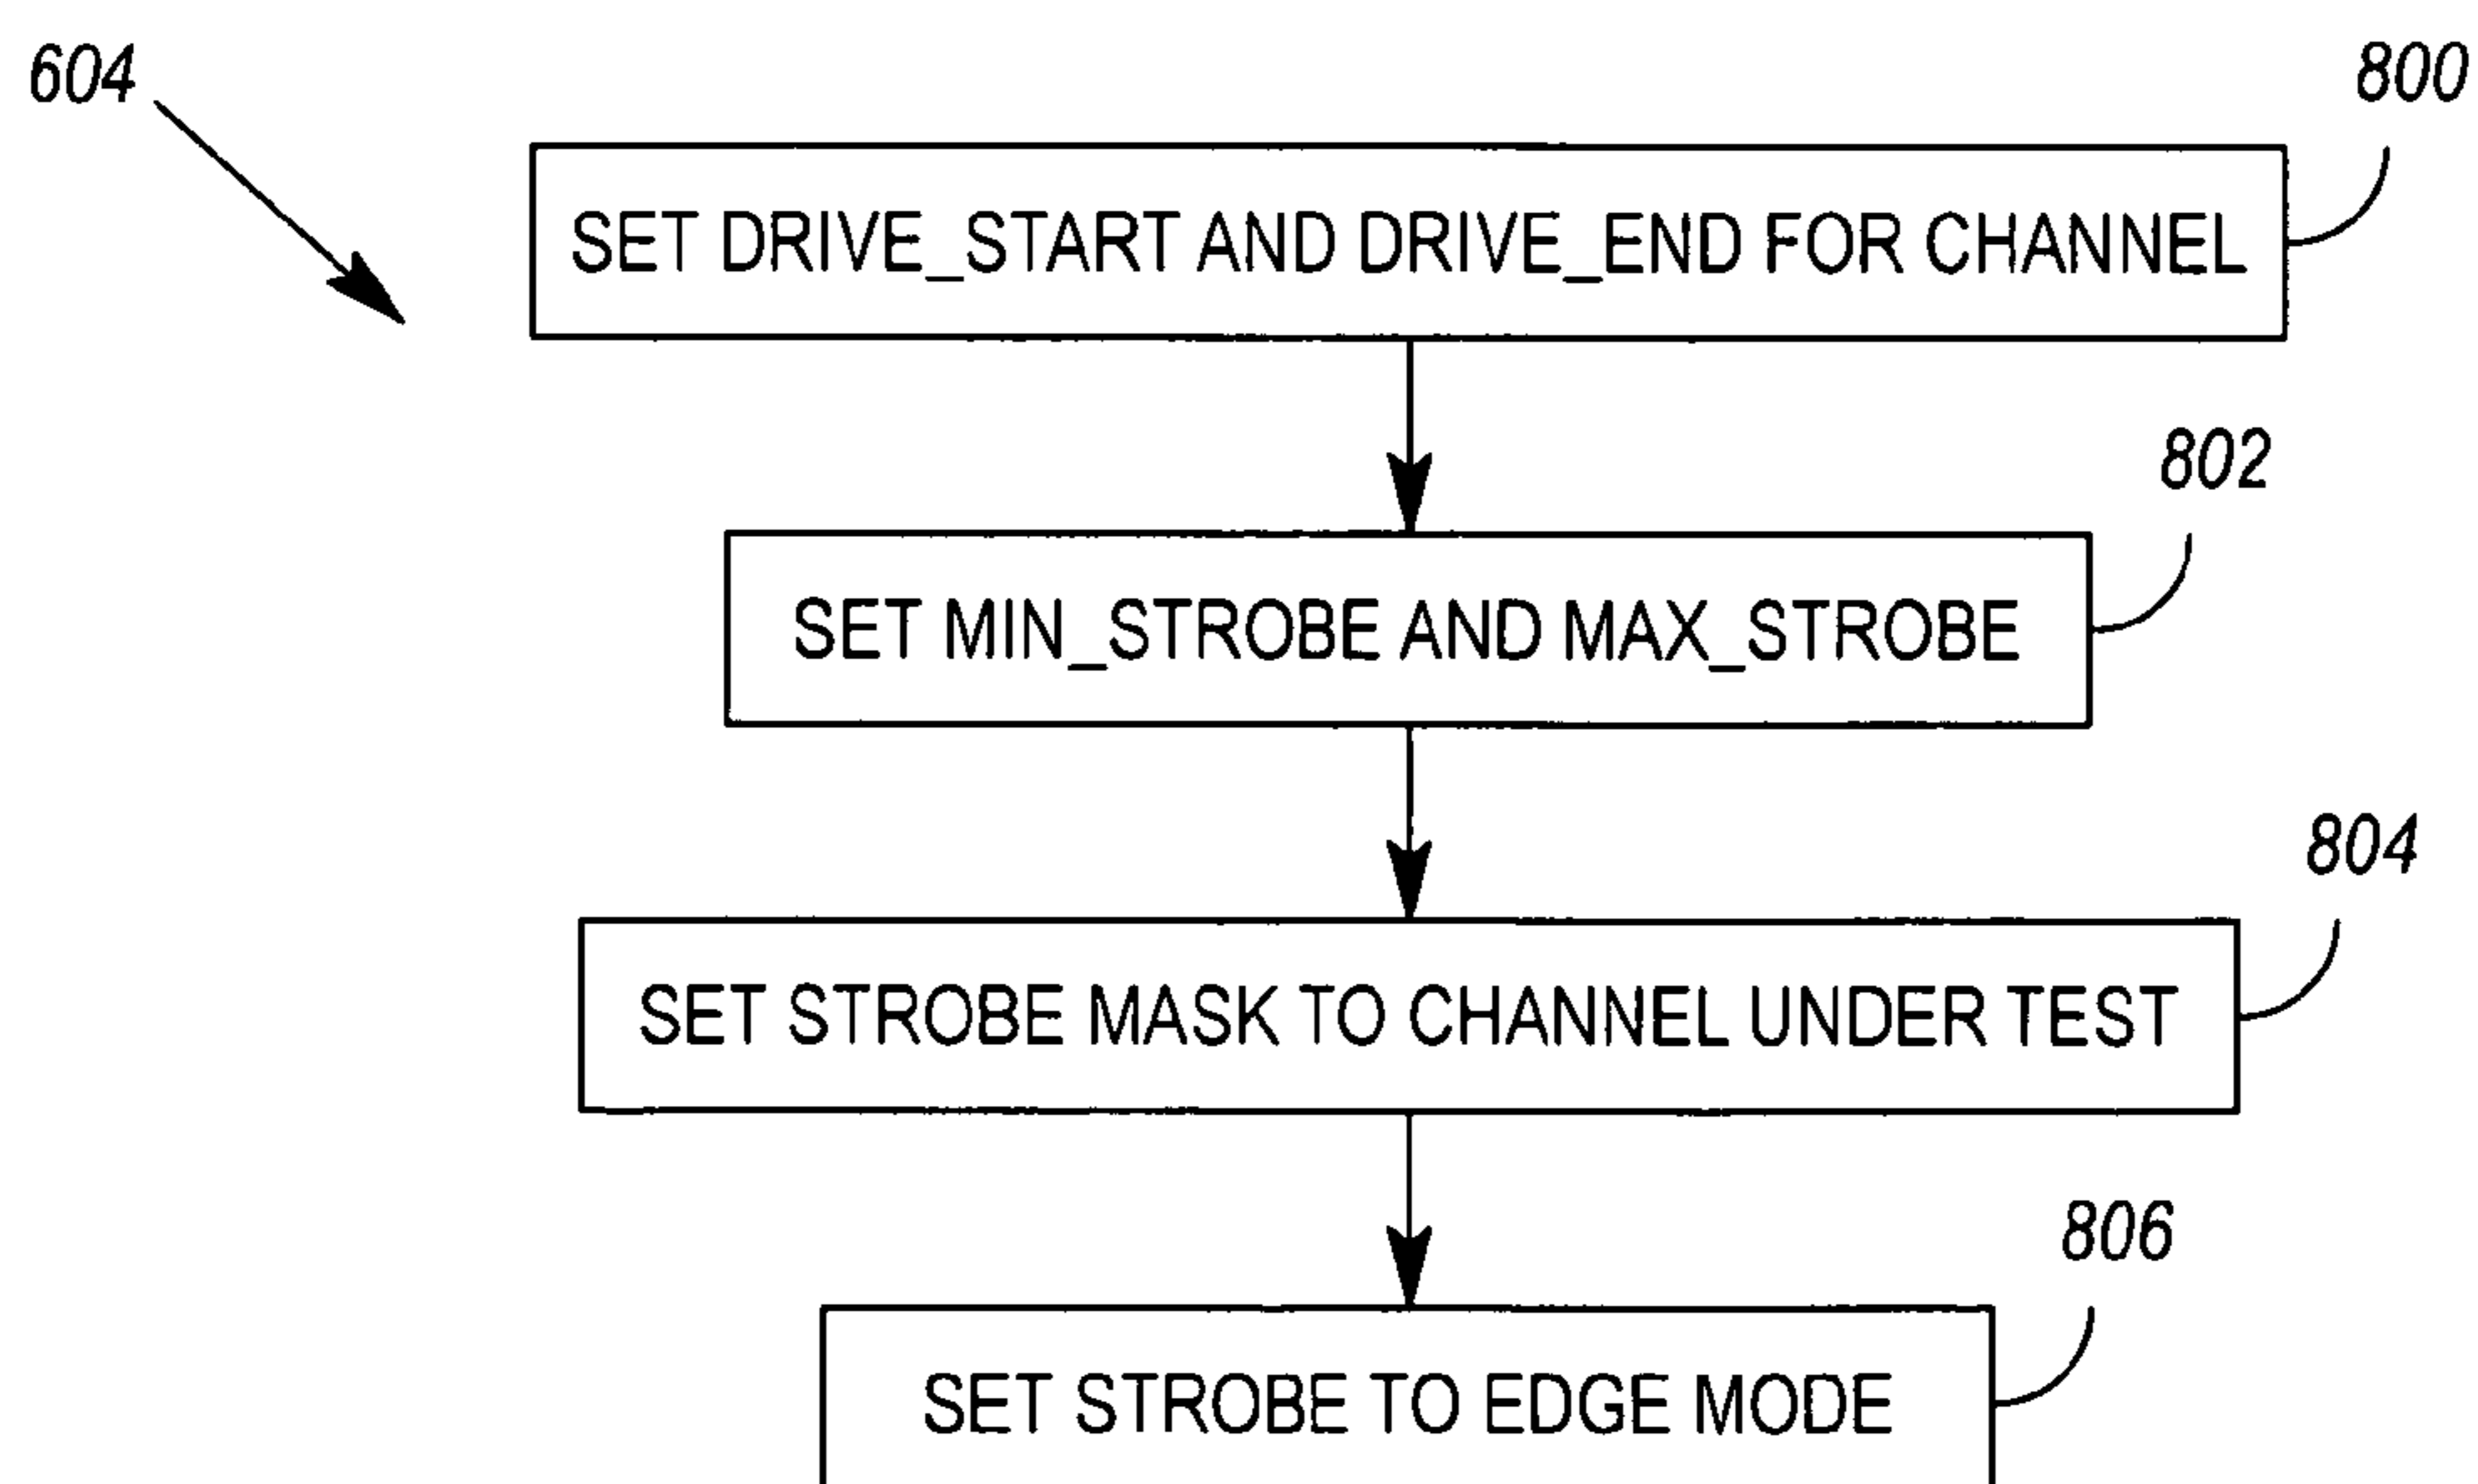 604
800
SET DRIVE_START AND DRIVE_END FOR CHANNEL
802
SET MIN_STROBE AND MAX_STROBE
804
SET STROBE MASK TO CHANNEL UNDER TEST
806
SET STROBE TO EDGE MODE